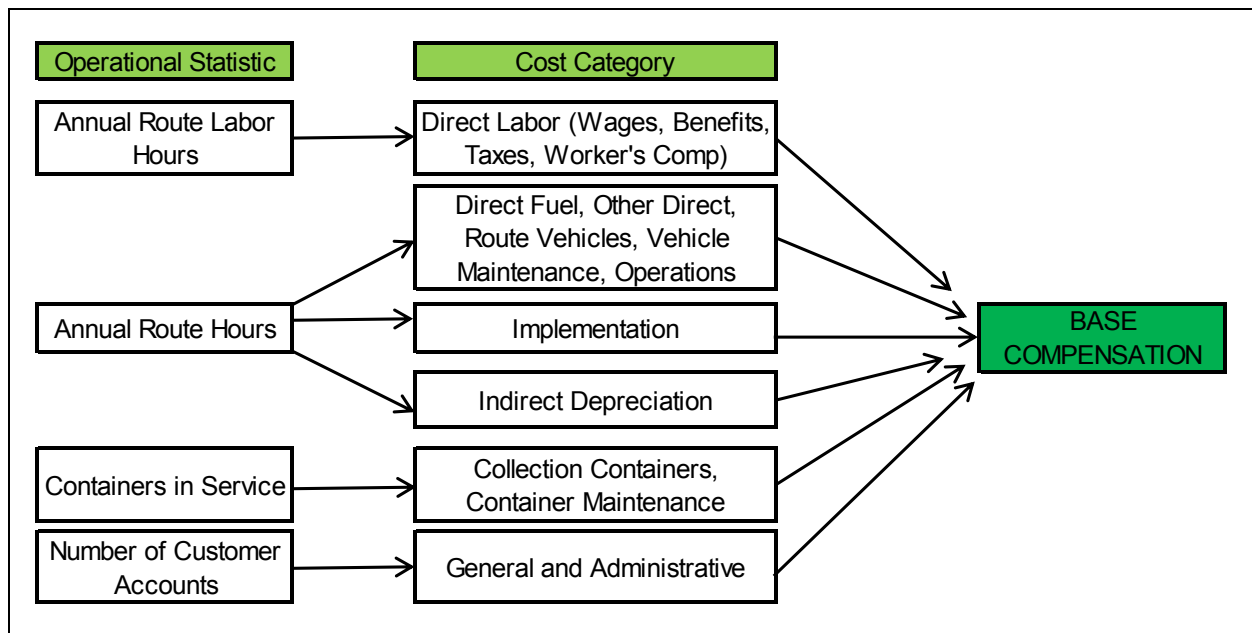 Operational Statistic
Cost Category
Annual Route Labor
Hours
Direct Labor (Wages, Benefits,
Taxes, Worker's Comp)
Direct Fuel, Other Direct,
Route Vehicles, Vehicle
Maintenance, Operations
Annual Route Hours
Implementation
BASE
COMPENSATION
Indirect Depreciation
Containers in Service
Collection Containers,
Container Maintenance
Number of Customer
Accounts
General and Administrative